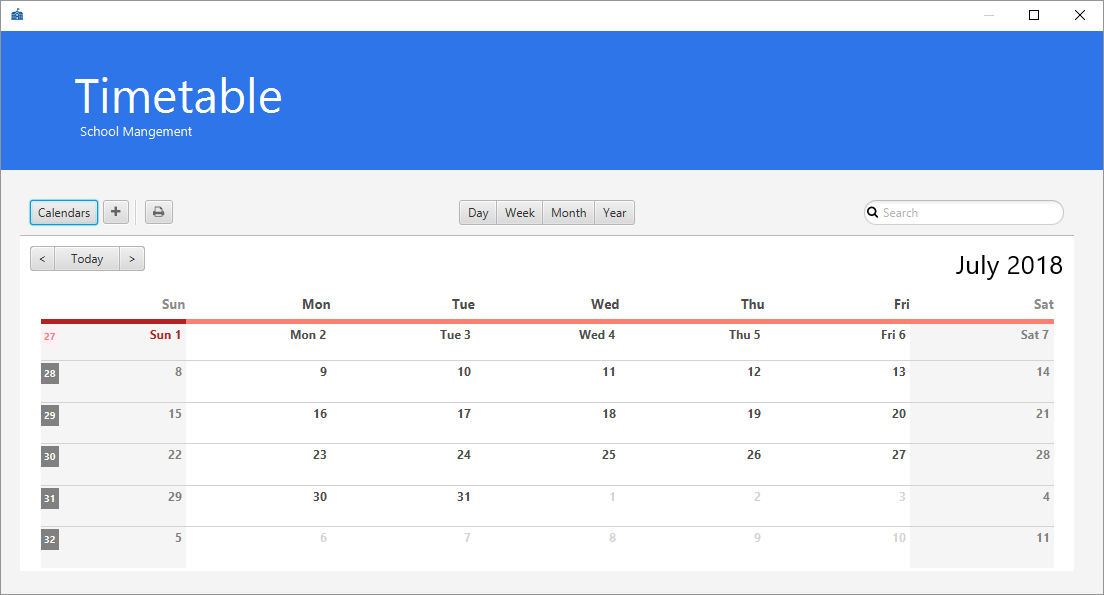 Timetable
School Mangement
Calendars + Day Week Month Year Search
< Today > July 2018
Sun Mon Tue Wed Thu Fri Sat
27 Sun 1 Mon 2 Tue 3 Wed 4 Thu 5 Fri 6 Sat 7
28 8 9 10 11 12 13 14
29 15 16 17 18 19 20 21
30 22 23 24 25 26 27 28
31 29 30 31 1 2 3 4
32 5 6 7 8 9 10 11